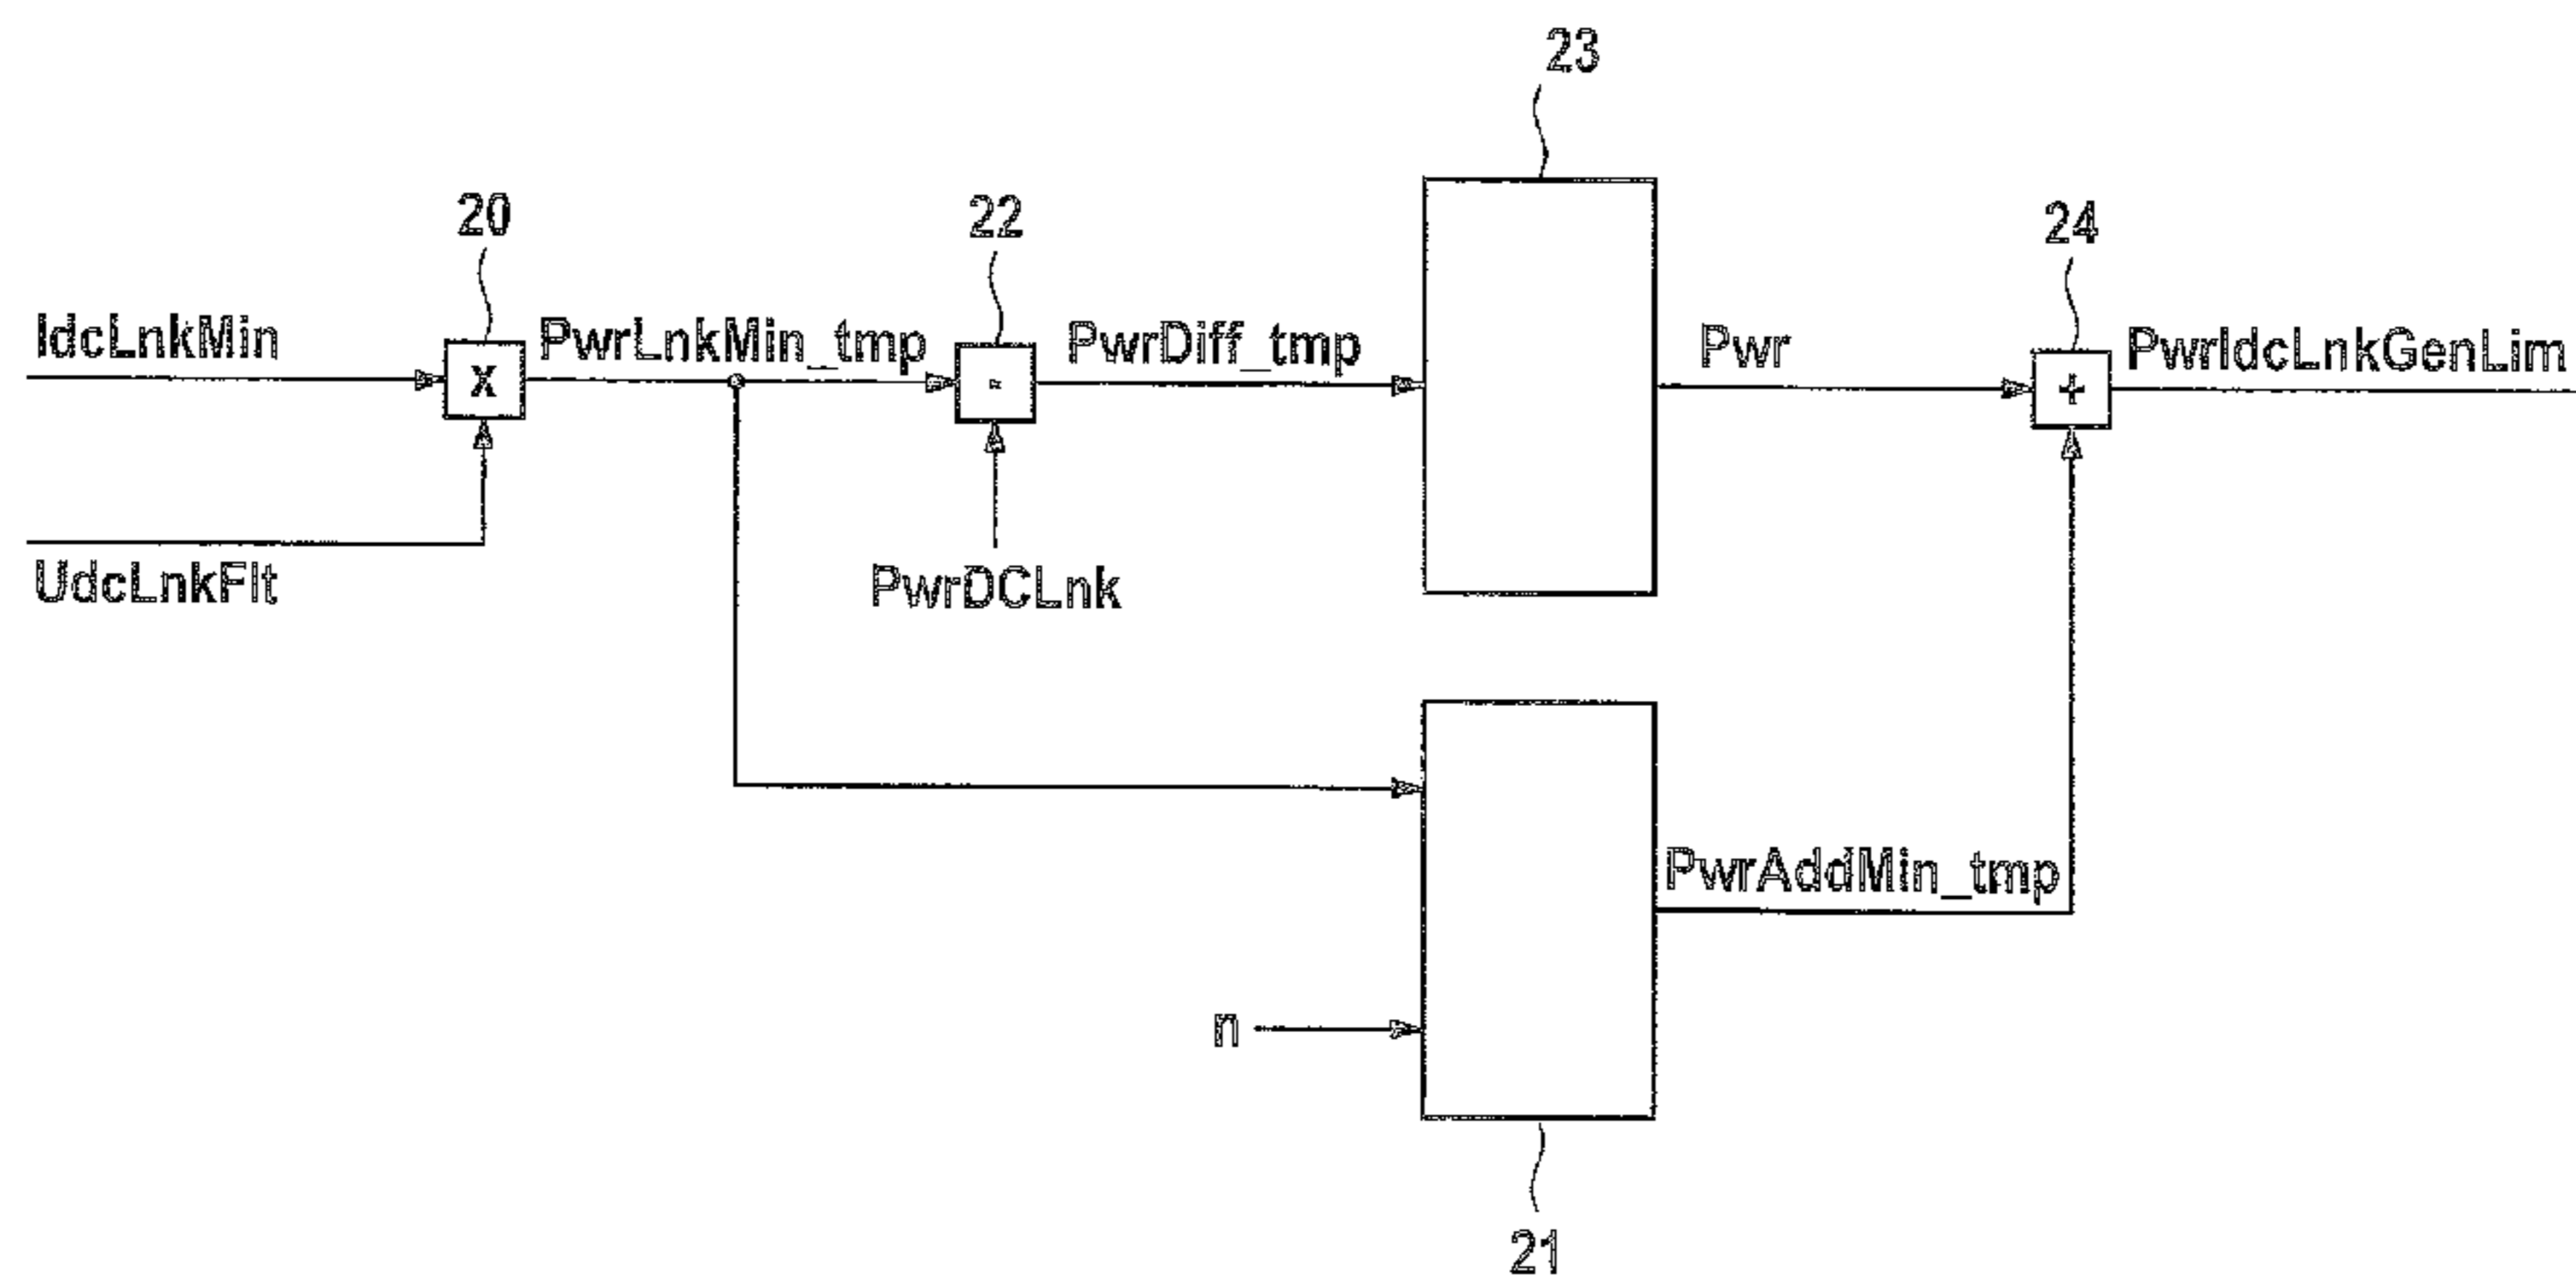 23
20
22
24
IdcLnkMin
PwrLnkMin_tmp
PwrDiff_tmp
Pwr
PwrIdcLnkGenLim
X
-
+
UdcLnkFlt
PwrDCLnk
PwrAddMin_tmp
n
21